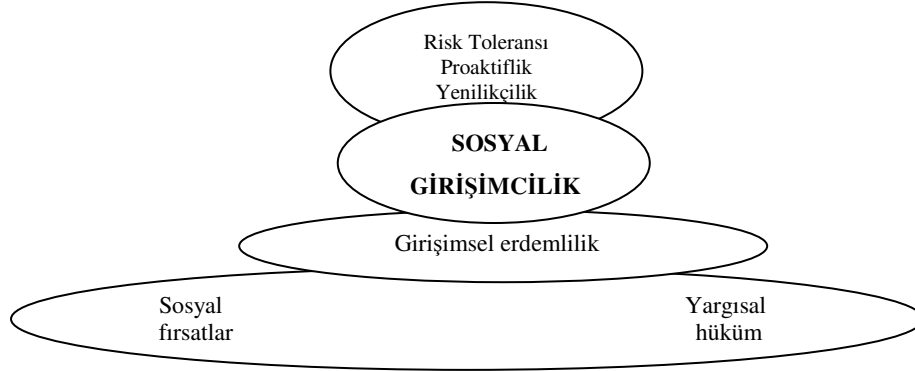 Risk Toleransı
Proaktiflik
Yenilikçilik
SOSYAL
GİRİŞİMCİLİK
Girişimsel erdemlilik
Sosyal
fırsatlar
Yargısal
hüküm